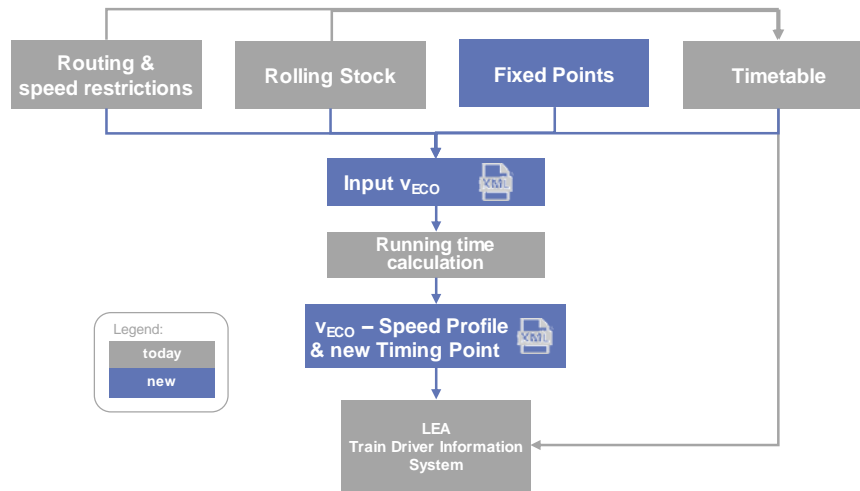 Routing &
speed restrictions
Rolling Stock
Fixed Points
Timetable
Input vECO
XML
Running time
calculation
vECO – Speed Profile
& new Timing Point
XML
Legend:
today
new
LEA
Train Driver Information
System